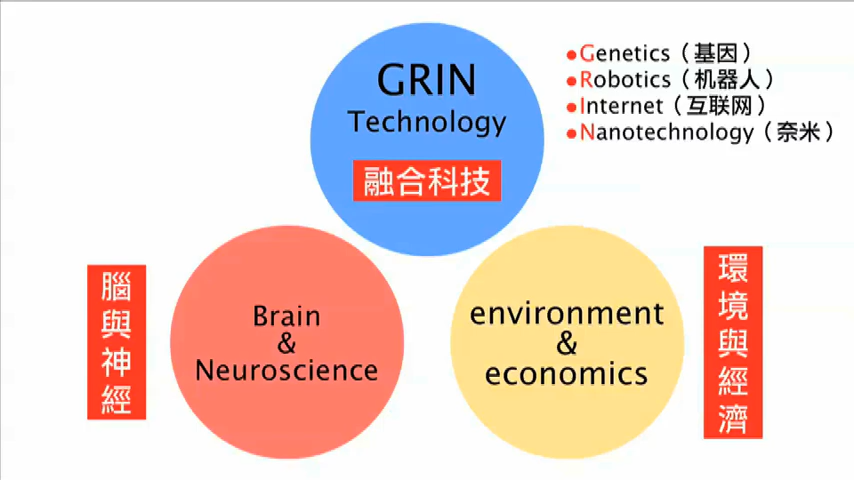 GRIN
Technology
融合科技
•Genetics（基因）
•Robotics（机器人）
•Internet（互联网）
•Nanotechnology（奈米）
腦與神經
Brain
&
Neuroscience
environment
&
economics
環境與經濟